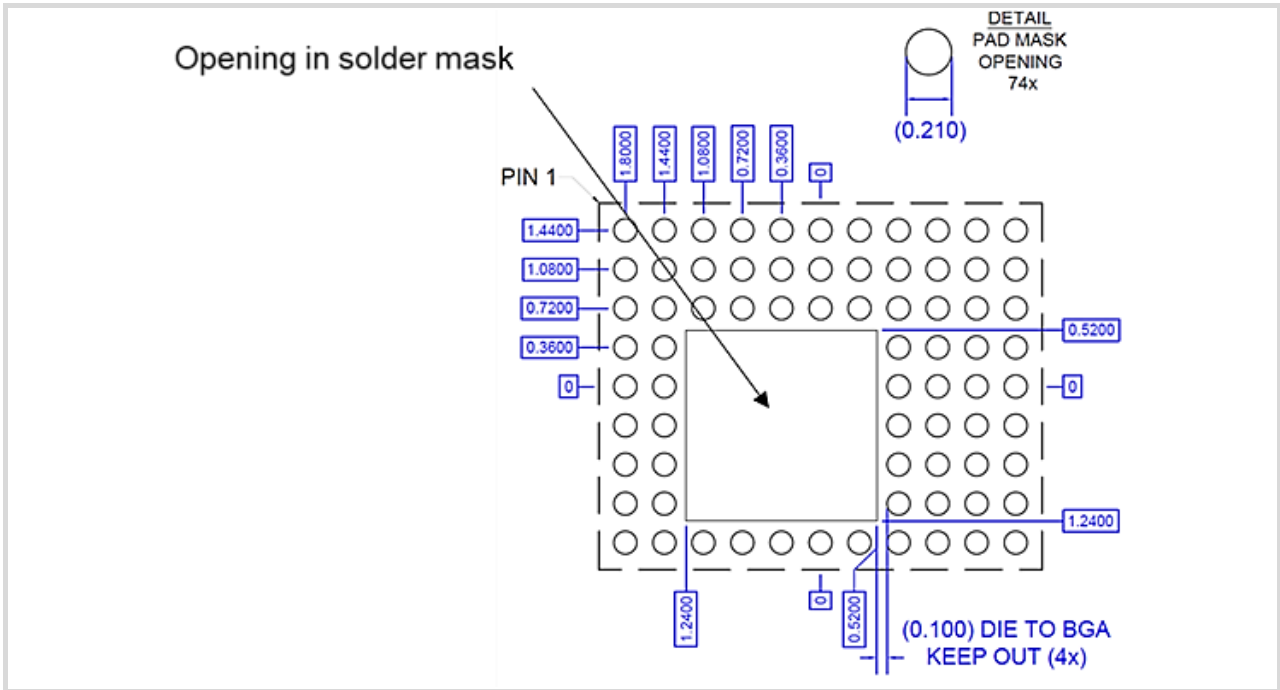 DETAIL
PAD MASK
OPENING
74x
(0.210)
Opening in solder mask
PIN 1
1.8000
1.4400
1.0800
0.7200
0.3600
0
1.4400
1.0800
0.7200
0.3600
0
0.5200
0
1.2400
1.2400
0
0.5200
(0.100) DIE TO BGA
KEEP OUT (4x)